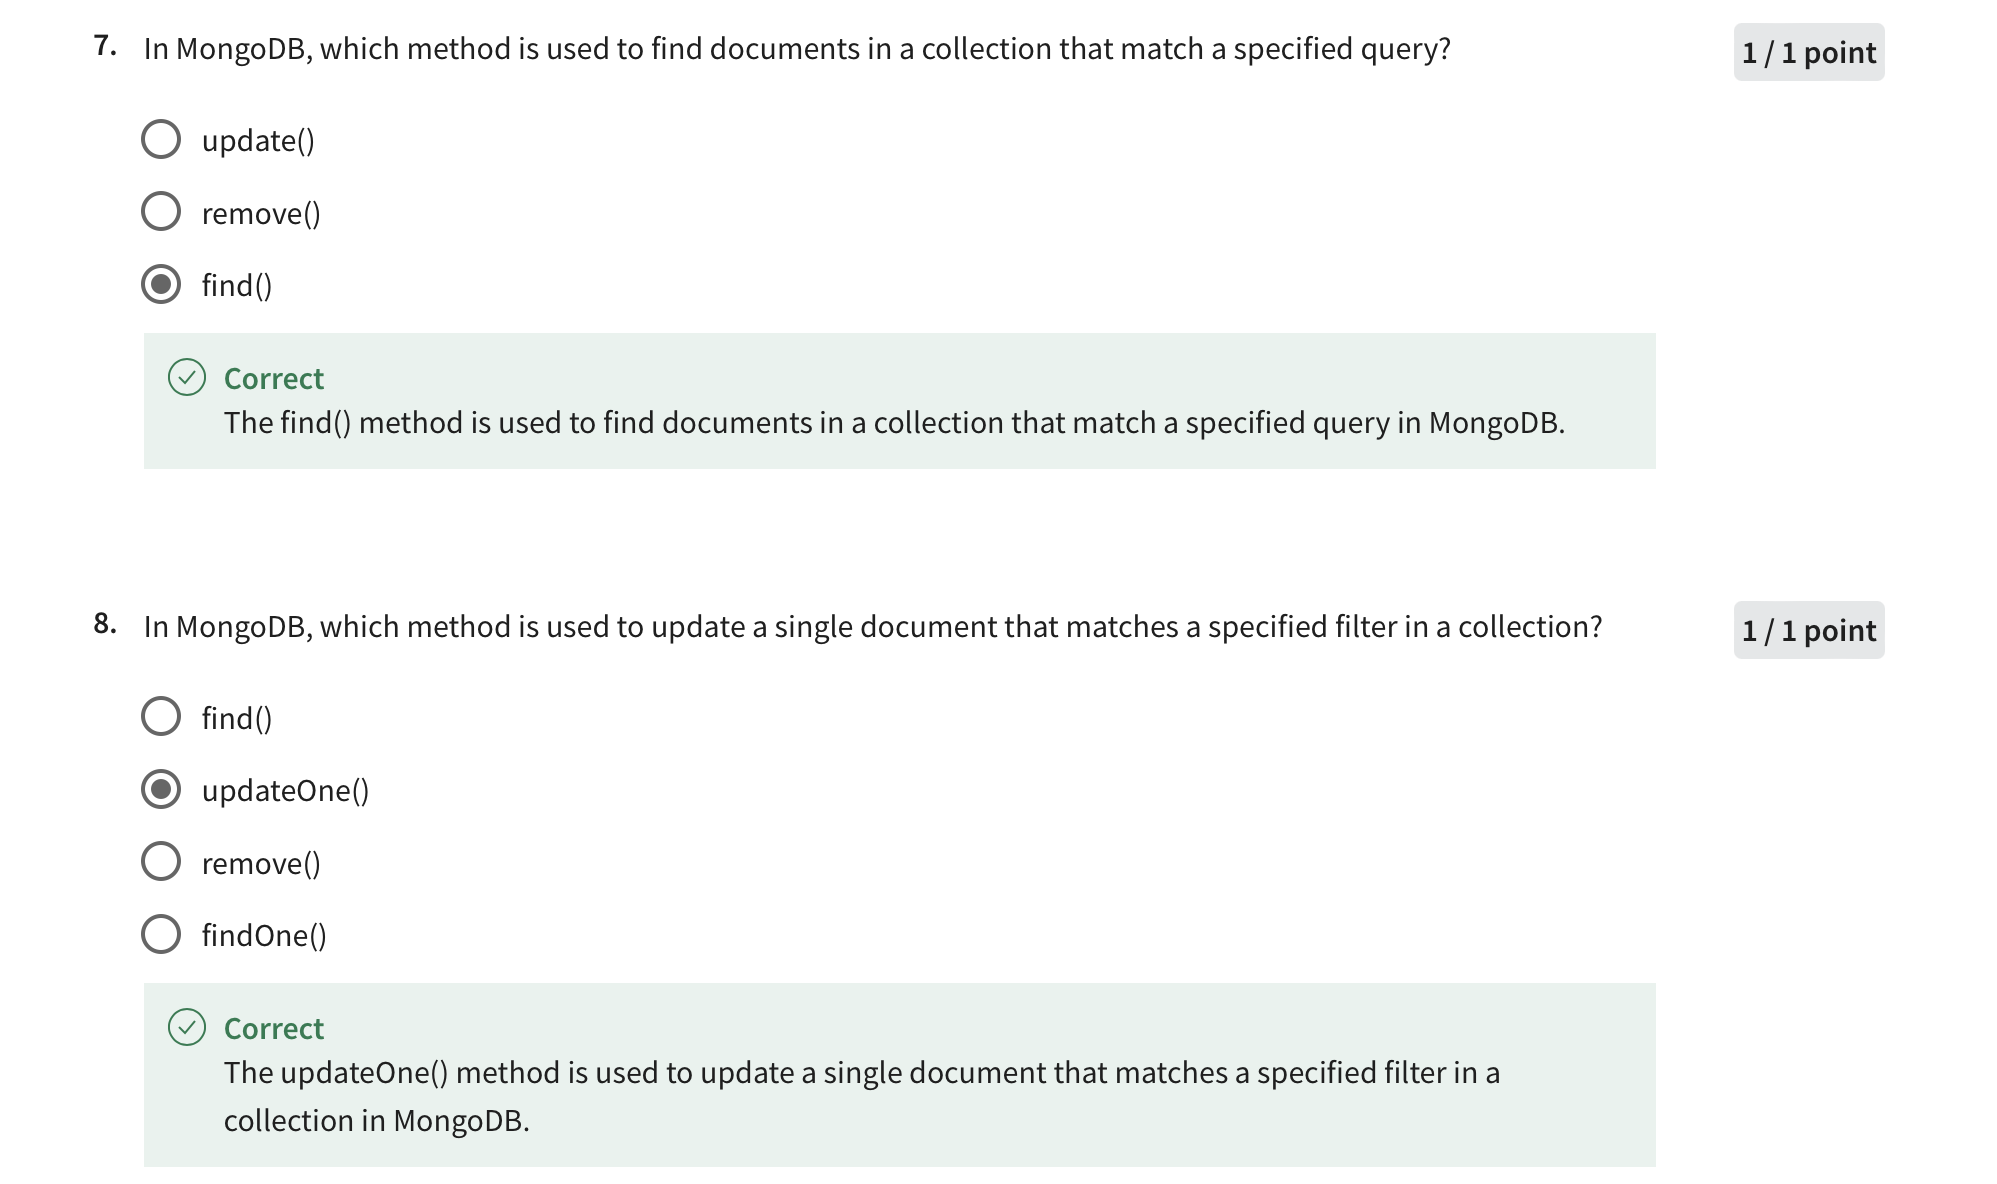 7. In MongoDB, which method is used to find documents in a collection that match a specified query?
1 / 1 point
update()
remove()
find()
Correct
The find() method is used to find documents in a collection that match a specified query in MongoDB.
8. In MongoDB, which method is used to update a single document that matches a specified filter in a collection?
1 / 1 point
find()
updateOne()
remove()
findOne()
Correct
The updateOne() method is used to update a single document that matches a specified filter in a
collection in MongoDB.